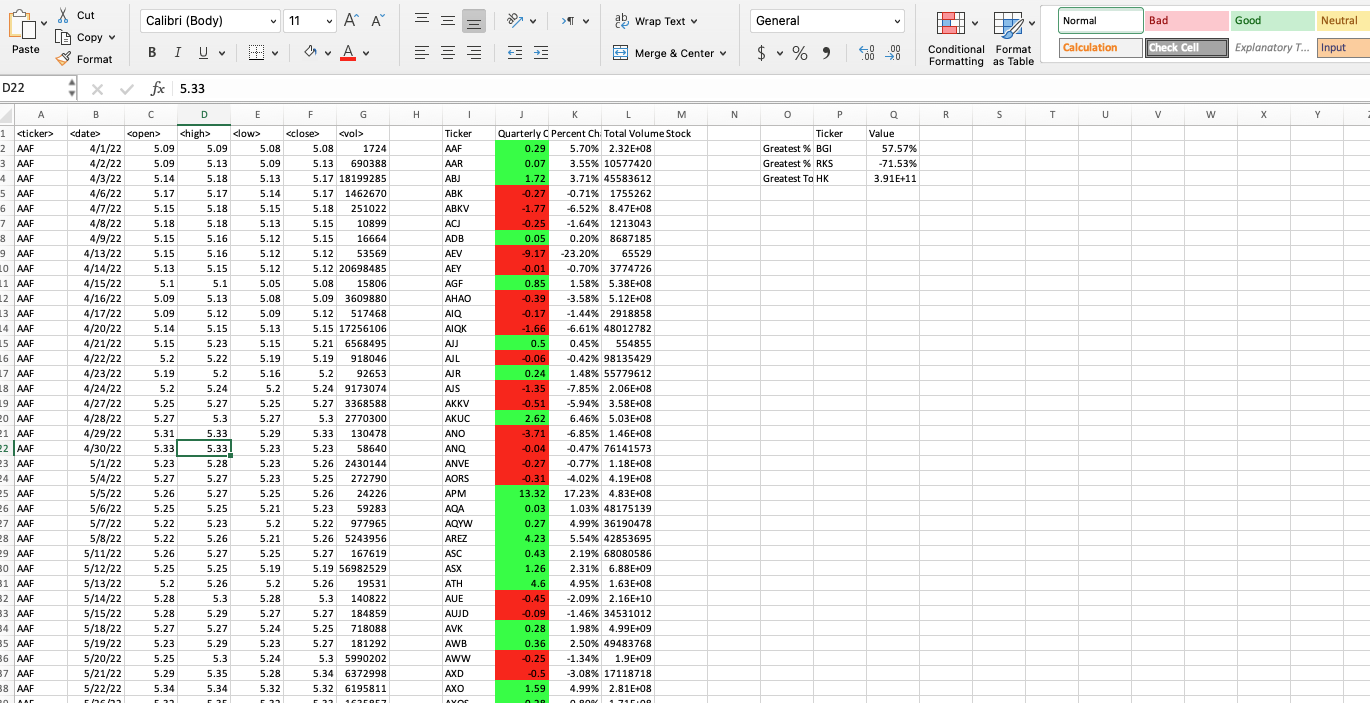 Paste Cut Copy Format Calibri (Body) 11 A^ A˅ Wrap Text General Normal Bad Good Neutral
B I U A Merge & Center $ % Conditional Formatting Format as Table Calculation Check Cell Explanatory T... Input
D22 fx 5.33
A B C D E F G H I J K L M N O P Q R S T U V W X Y
1 <ticker> <date> <open> <high> <low> <close> <vol> Ticker Quarterly C Percent Ch Total Volume Stock Ticker Value
2 AAF 4/1/22 5.09 5.09 5.08 5.08 1724 AAF 0.29 5.70% 2.32E+08 Greatest % BGI 57.57%
3 AAF 4/2/22 5.09 5.13 5.09 5.13 690388 AAR 0.07 3.55% 10577420 Greatest % RKS -71.53%
4 AAF 4/3/22 5.14 5.18 5.13 5.17 18199285 ABJ 1.72 3.71% 45583612 Greatest To HK 3.91E+11
5 AAF 4/6/22 5.17 5.17 5.14 5.17 1462670 ABK -0.27 -0.71% 1755262
6 AAF 4/7/22 5.15 5.18 5.15 5.18 251022 ABKV -1.77 -6.52% 8.47E+08
7 AAF 4/8/22 5.18 5.18 5.13 5.15 10899 ACJ -0.25 -1.64% 1213043
8 AAF 4/9/22 5.15 5.16 5.12 5.15 16664 ADB 0.05 0.20% 8687185
9 AAF 4/13/22 5.15 5.16 5.12 5.12 53569 AEV -9.17 -23.20% 65529
10 AAF 4/14/22 5.13 5.15 5.12 5.12 20698485 AEY -0.01 -0.70% 3774726
11 AAF 4/15/22 5.1 5.1 5.05 5.08 15806 AGF 0.85 1.58% 5.38E+08
12 AAF 4/16/22 5.09 5.13 5.08 5.09 3609880 AHAO -0.39 -3.58% 5.12E+08
13 AAF 4/17/22 5.09 5.12 5.09 5.12 517468 AIQ -0.17 -1.44% 2918858
14 AAF 4/20/22 5.14 5.15 5.13 5.15 17256106 AIQK -1.66 -6.61% 48012782
15 AAF 4/21/22 5.15 5.23 5.15 5.21 6568495 AJJ 0.5 0.45% 554855
16 AAF 4/22/22 5.2 5.22 5.19 5.19 918046 AJL -0.06 -0.42% 98135429
17 AAF 4/23/22 5.19 5.2 5.16 5.2 92653 AJR 0.24 1.48% 55779612
18 AAF 4/24/22 5.2 5.24 5.2 5.24 9173074 AJS -1.35 -7.85% 2.06E+08
19 AAF 4/27/22 5.25 5.27 5.25 5.27 3368588 AKKV -0.51 -5.94% 3.58E+08
20 AAF 4/28/22 5.27 5.3 5.27 5.3 2770300 AKUC 2.62 6.46% 5.03E+08
21 AAF 4/29/22 5.31 5.33 5.29 5.33 130478 ANO -3.71 -6.85% 1.46E+08
22 AAF 4/30/22 5.33 5.33 5.23 5.23 58640 ANQ -0.04 -0.47% 76141573
23 AAF 5/1/22 5.23 5.28 5.23 5.26 2430144 ANVE -0.27 -0.77% 1.18E+08
24 AAF 5/4/22 5.27 5.27 5.23 5.25 272790 AORS -0.31 -4.02% 4.19E+08
25 AAF 5/5/22 5.26 5.27 5.25 5.26 24226 APM 13.32 17.23% 4.83E+08
26 AAF 5/6/22 5.25 5.25 5.21 5.23 59283 AQA 0.03 1.03% 48175139
27 AAF 5/7/22 5.22 5.23 5.2 5.22 977965 AQYW 0.27 4.99% 36190478
28 AAF 5/8/22 5.22 5.26 5.21 5.26 5243956 AREZ 4.23 5.54% 42853695
29 AAF 5/11/22 5.26 5.27 5.25 5.27 167619 ASC 0.43 2.19% 68080586
30 AAF 5/12/22 5.25 5.25 5.19 5.19 56982529 ASX 1.26 2.31% 6.88E+09
31 AAF 5/13/22 5.2 5.26 5.2 5.26 19531 ATH 4.6 4.95% 1.63E+08
32 AAF 5/14/22 5.28 5.3 5.28 5.3 140822 AUE -0.45 -2.09% 2.16E+10
33 AAF 5/15/22 5.28 5.29 5.27 5.27 184859 AUJD -0.09 -1.46% 34531012
34 AAF 5/18/22 5.27 5.27 5.24 5.25 718088 AVK 0.28 1.98% 4.99E+09
35 AAF 5/19/22 5.23 5.29 5.23 5.27 181292 AWB 0.36 2.50% 49483768
36 AAF 5/20/22 5.25 5.3 5.24 5.3 5990202 AWW -0.25 -1.34% 1.9E+09
37 AAF 5/21/22 5.29 5.35 5.28 5.34 6372998 AXD -0.5 -3.08% 17118718
38 AAF 5/22/22 5.34 5.34 5.32 5.32 6195811 AXO 1.59 4.99% 2.81E+08